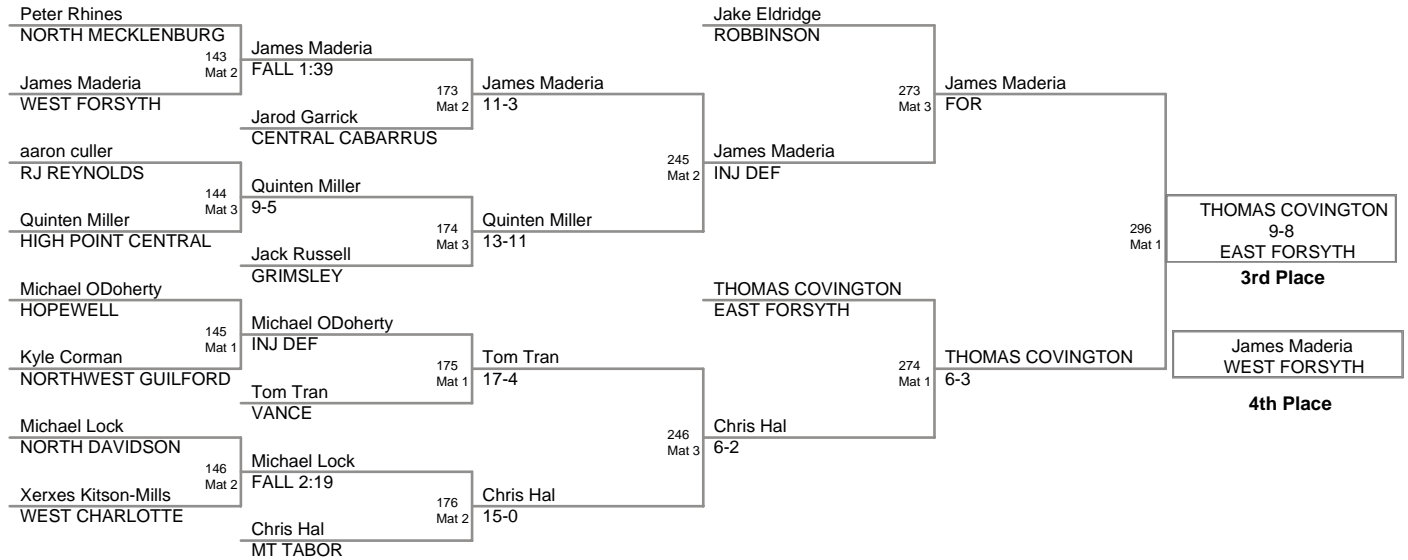 Peter Rhines
NORTH MECKLENBURG
143
Mat 2
James Maderia
WEST FORSYTH
James Maderia
FALL 1:39
173
Mat 2
Jarod Garrick
CENTRAL CABARRUS
James Maderia
11-3
aaron culler
RJ REYNOLDS
144
Mat 3
Quinten Miller
HIGH POINT CENTRAL
Quinten Miller
9-5
174
Mat 3
Jack Russell
GRIMSLEY
Quinten Miller
13-11
245
Mat 2
Jake Eldridge
ROBBINSON
273
Mat 3
James Maderia
INJ DEF
James Maderia
FOR
Michael ODoherty
HOPEWELL
145
Mat 1
Kyle Corman
NORTHWEST GUILFORD
Michael ODoherty
INJ DEF
175
Mat 1
Tom Tran
VANCE
Tom Tran
17-4
Michael Lock
NORTH DAVIDSON
146
Mat 2
Xerxes Kitson-Mills
WEST CHARLOTTE
Michael Lock
FALL 2:19
176
Mat 2
Chris Hal
MT TABOR
Chris Hal
15-0
246
Mat 3
THOMAS COVINGTON
EAST FORSYTH
274
Mat 1
Chris Hal
6-2
THOMAS COVINGTON
6-3
296
Mat 1
THOMAS COVINGTON
9-8
EAST FORSYTH
3rd Place
James Maderia
WEST FORSYTH
4th Place